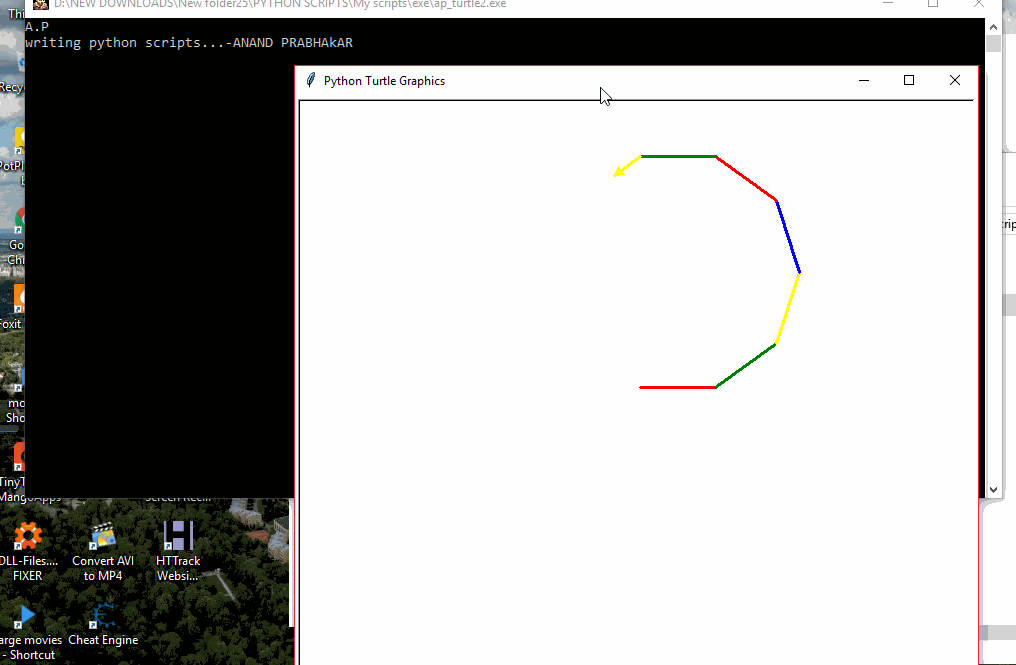 D:\NEW DOWNLOADS\New folder25\PYTHON SCRIPTS\My scripts\exe\ap_turtle2.exe
A.P
writing python scripts...-ANAND PRABHAkAR
Python Turtle Graphics
Thi
Recy
PotPl
Go
Chr
Foxit
mo
Sho
TinyT
MangoApps
Screen Rec...
DLL-Files....
FIXER
Convert AVI
to MP4
HTTrack
Websi...
arge movies
- Shortcut
Cheat Engine
crip